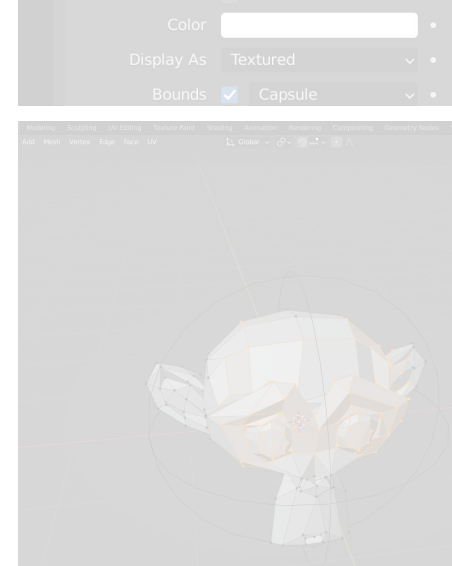 Color
Display As Textured
Bounds Capsule
Modeling Sculpting UV Editing Texture Paint Shading Animation Rendering Compositing Geometry Nodes
Add Mesh Vertex Edge Face UV Global